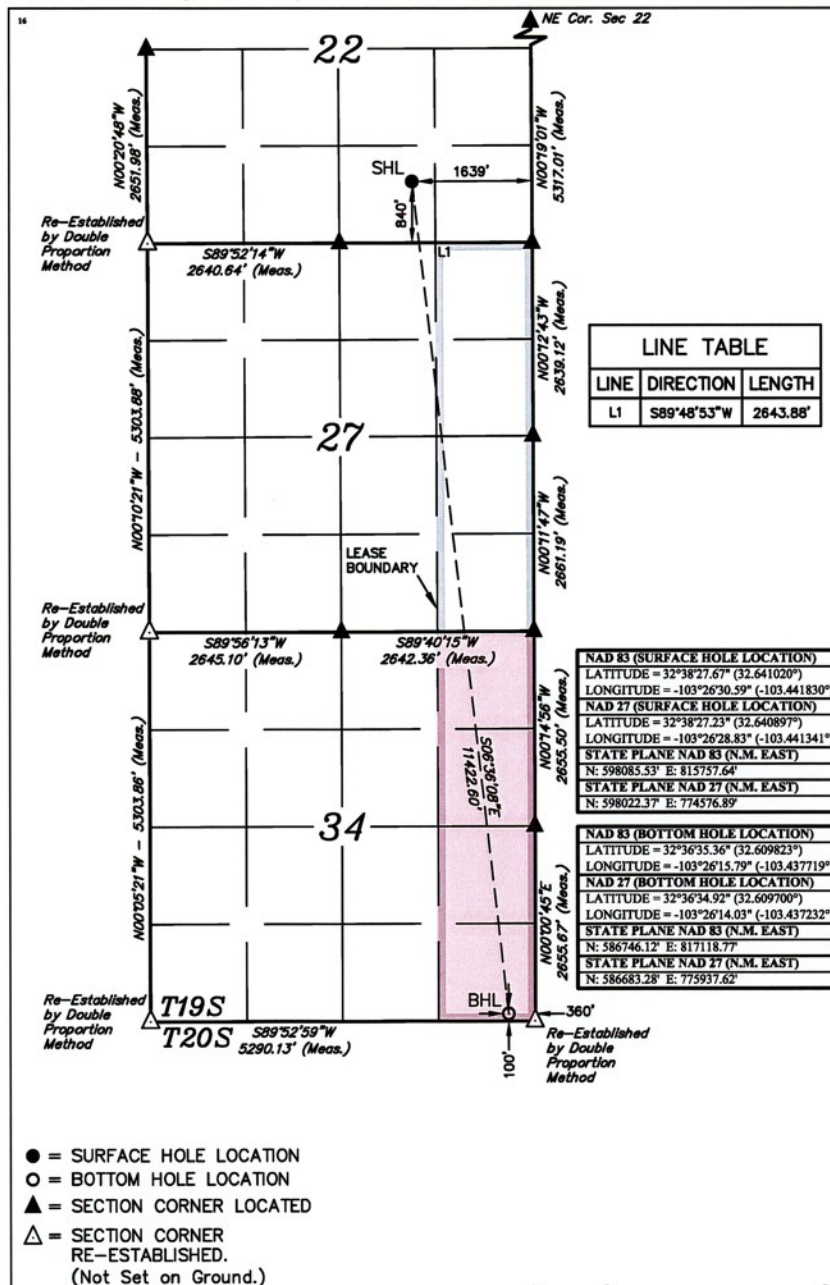 16
NE Cor. Sec 22
22
N00°20'48"W
2651.98' (Meas.)
N00°19'01"W
5317.01' (Meas.)
SHL
1639'
840'
Re-Established
by Double
Proportion
Method
S89°52'14"W
2640.64' (Meas.)
L1
N00°12'43"W
2639.12' (Meas.)
LINE TABLE
LINE DIRECTION LENGTH
L1 S89°48'53"W 2643.88'
N00°10'21"W - 5303.88' (Meas.)
27
N00°11'47"W
2661.19' (Meas.)
LEASE
BOUNDARY
Re-Established
by Double
Proportion
Method
S89°56'13"W
2645.10' (Meas.)
S89°40'15"W
2642.36' (Meas.)
N00°14'56"W
2655.50' (Meas.)
S06°36'08"E
11422.60'
N00°05'21"W - 5303.86' (Meas.)
34
N00°00'45"E
2655.67' (Meas.)
NAD 83 (SURFACE HOLE LOCATION)
LATITUDE = 32°38'27.67" (32.641020°)
LONGITUDE = -103°26'30.59" (-103.441830°)
NAD 27 (SURFACE HOLE LOCATION)
LATITUDE = 32°38'27.23" (32.640897°)
LONGITUDE = -103°26'28.83" (-103.441341°)
STATE PLANE NAD 83 (N.M. EAST)
N: 598085.53' E: 815757.64'
STATE PLANE NAD 27 (N.M. EAST)
N: 598022.37' E: 774576.89'
NAD 83 (BOTTOM HOLE LOCATION)
LATITUDE = 32°36'35.36" (32.609823°)
LONGITUDE = -103°26'15.79" (-103.437719°)
NAD 27 (BOTTOM HOLE LOCATION)
LATITUDE = 32°36'34.92" (32.609700°)
LONGITUDE = -103°26'14.03" (-103.437232°)
STATE PLANE NAD 83 (N.M. EAST)
N: 586746.12' E: 817118.77'
STATE PLANE NAD 27 (N.M. EAST)
N: 586683.28' E: 775937.62'
Re-Established
by Double
Proportion
Method
T19S
T20S
S89°52'59"W
5290.13' (Meas.)
BHL
360'
100'
Re-Established
by Double
Proportion
Method
● = SURFACE HOLE LOCATION
○ = BOTTOM HOLE LOCATION
▲ = SECTION CORNER LOCATED
△ = SECTION CORNER
RE-ESTABLISHED.
(Not Set on Ground.)